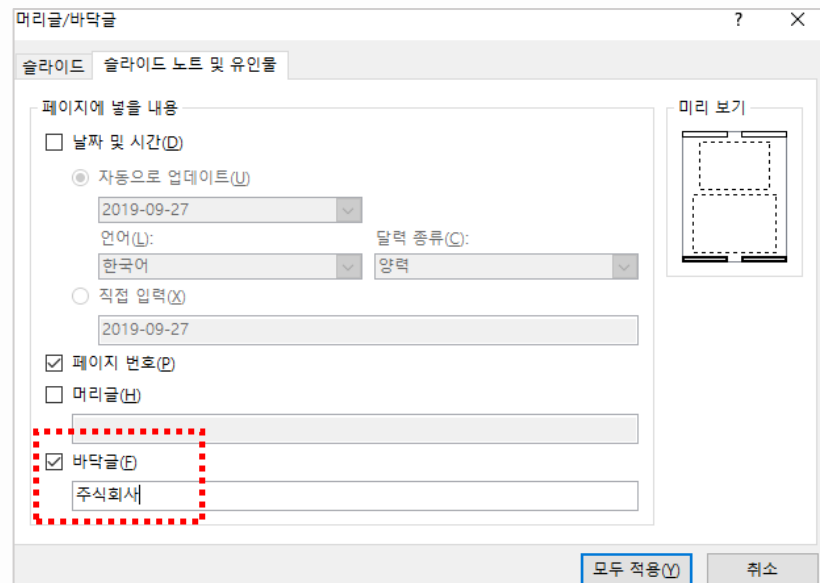 머리글/바닥글
?
슬라이드
슬라이드 노트 및 유인물
페이지에 넣을 내용
미리 보기
날짜 및 시간(D)
자동으로 업데이트(U)
2019-09-27
언어(L):
달력 종류(C):
한국어
양력
직접 입력(X)
2019-09-27
페이지 번호(P)
머리글(H)
바닥글(F)
주식회사
모두 적용(Y)
취소